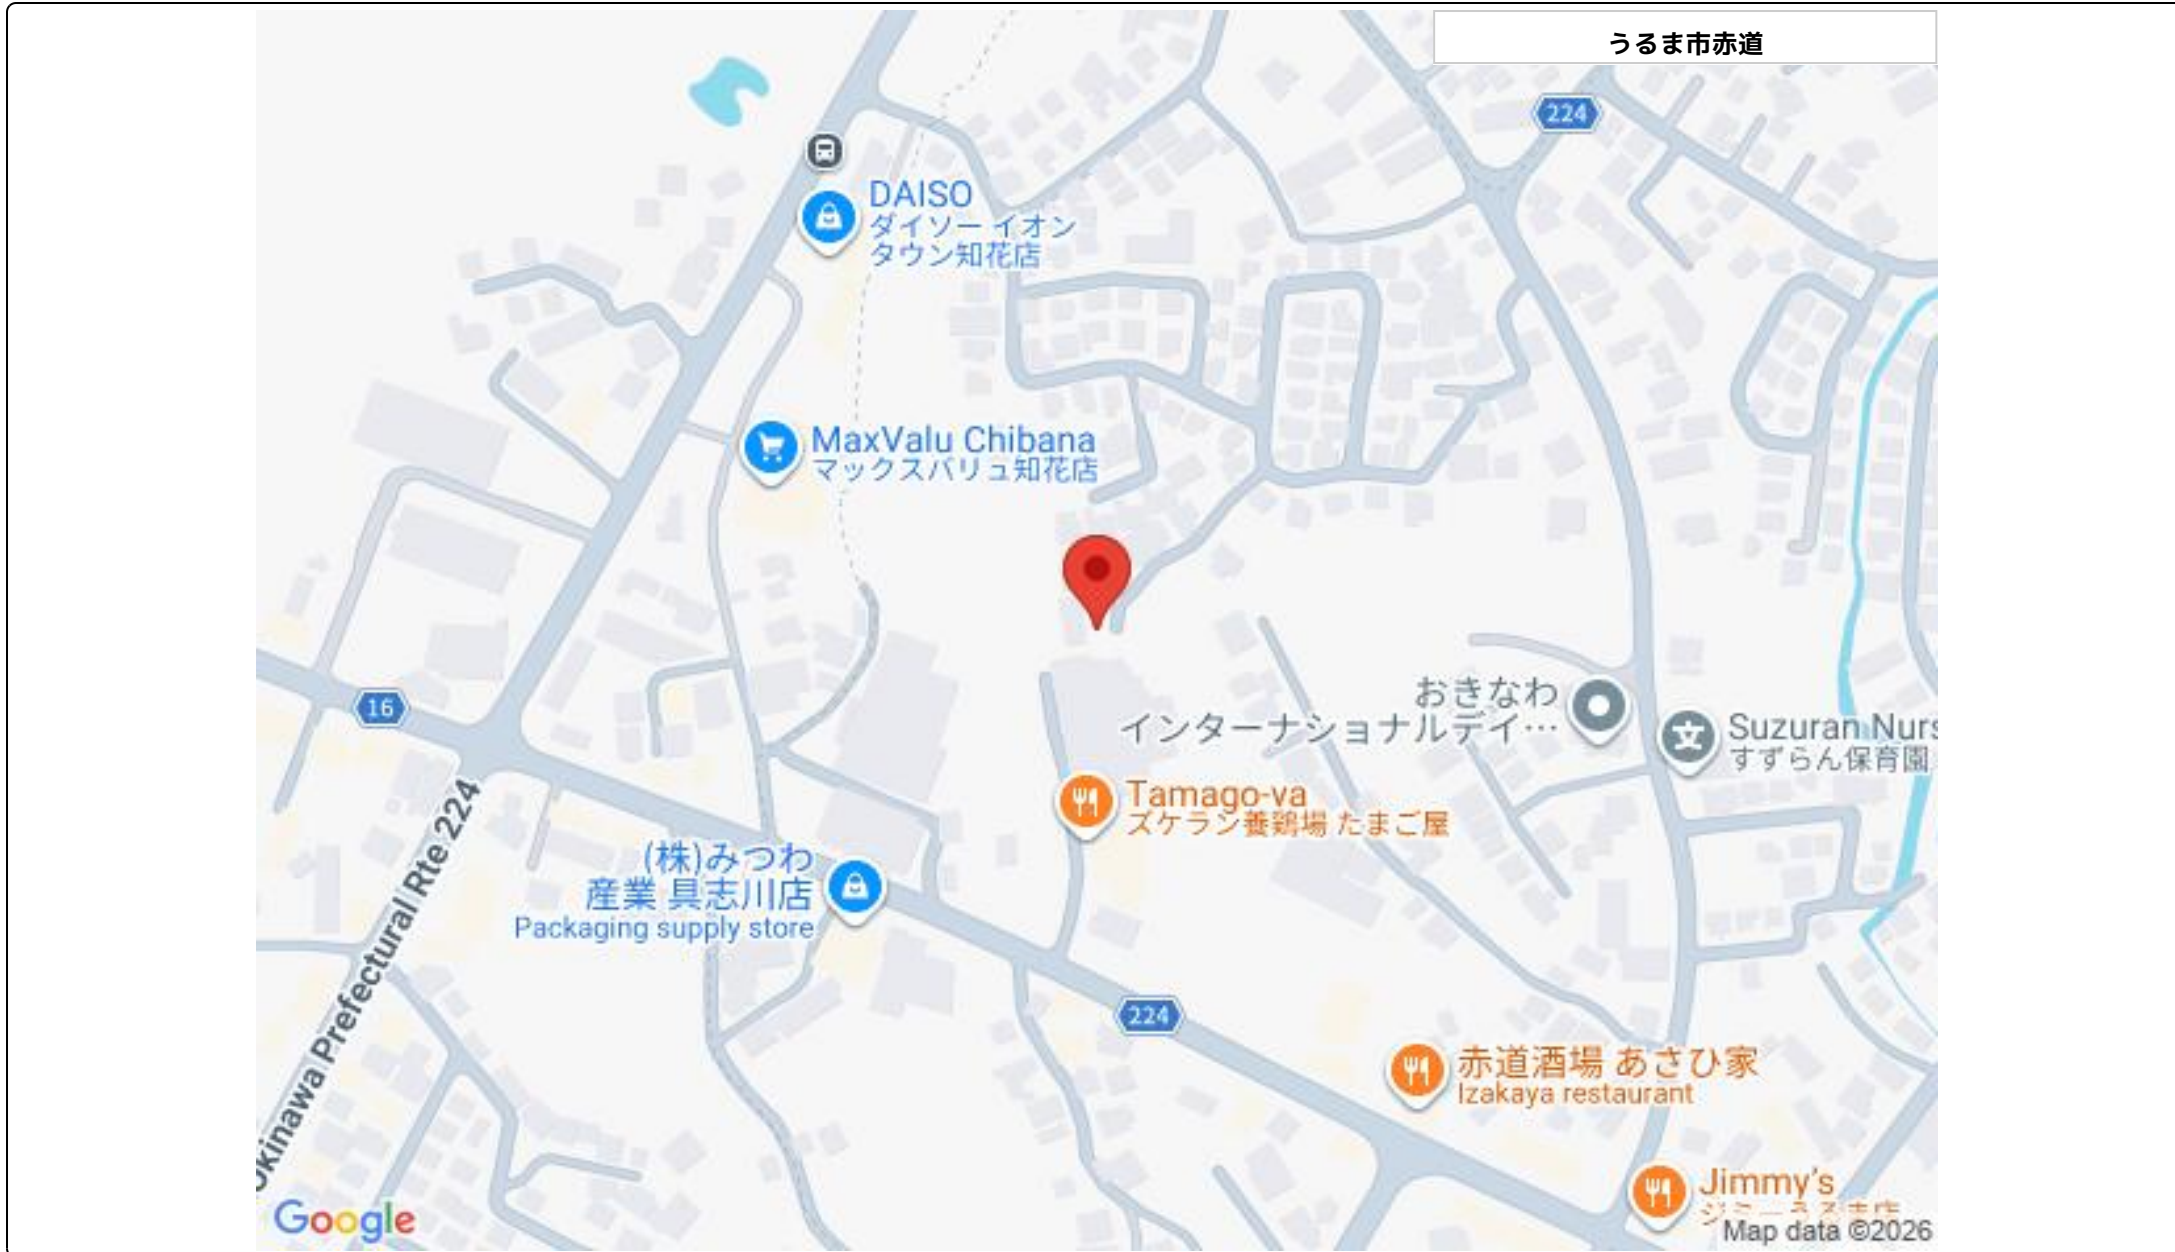 うるま市赤道
224
DAISO
ダイソー イオン
タウン知花店
MaxValu Chibana
マックスバリュ知花店
16
おきなわ
インターナショナルデイ…
Suzuran Nurs
すずらん保育園
Tamago-ya
ズケラン養鶏場 たまご屋
(株)みつわ
産業 具志川店
Packaging supply store
Okinawa Prefectural Rte 224
224
赤道酒場 あさひ家
Izakaya restaurant
Jimmy's
Google
Map data ©2026